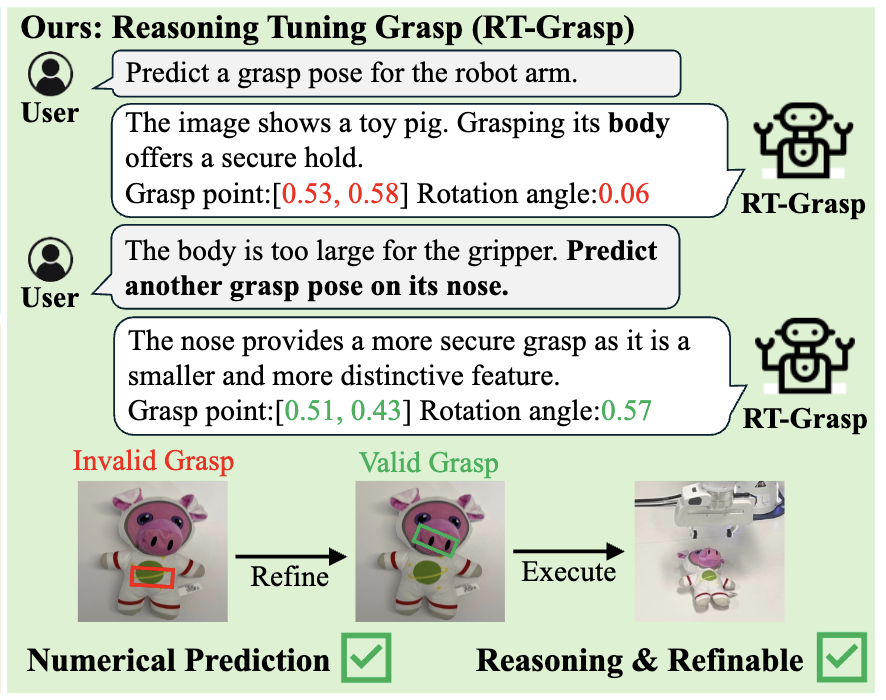 Ours: Reasoning Tuning Grasp (RT-Grasp)
Predict a grasp pose for the robot arm.
User
The image shows a toy pig. Grasping its body
offers a secure hold.
Grasp point:[0.53, 0.58] Rotation angle:0.06
RT-Grasp
The body is too large for the gripper. Predict
another grasp pose on its nose.
User
The nose provides a more secure grasp as it is a
smaller and more distinctive feature.
Grasp point:[0.51, 0.43] Rotation angle:0.57
RT-Grasp
Invalid Grasp
Valid Grasp
Refine
Execute
Numerical Prediction
Reasoning & Refinable